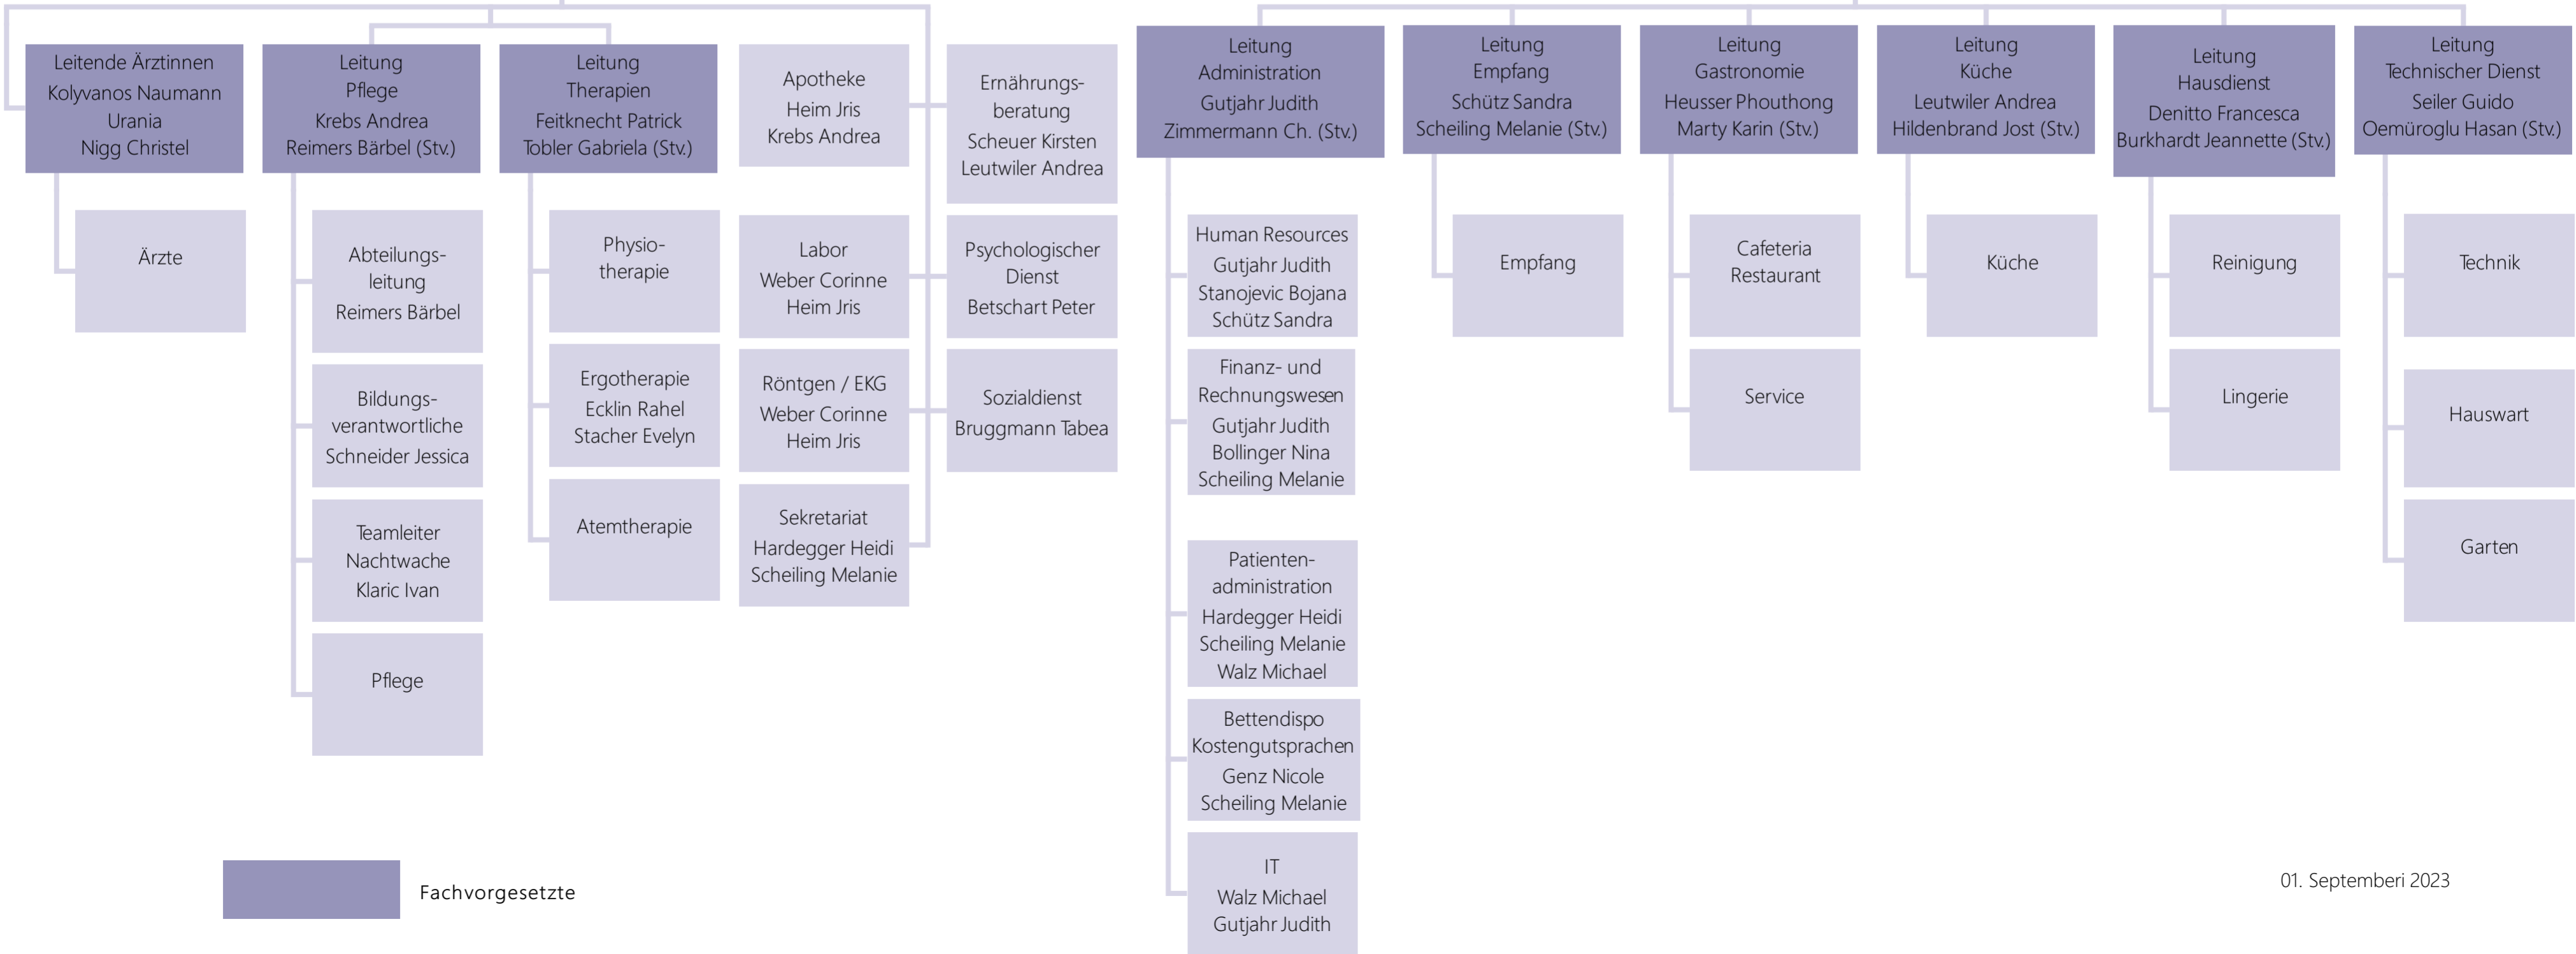 Leitende Ärztinnen
Kolyvanos Naumann
Urania
Nigg Christel
Leitung
Pflege
Krebs Andrea
Reimers Bärbel (Stv.)
Leitung
Therapien
Feitknecht Patrick
Tobler Gabriela (Stv.)
Apotheke
Heim Jris
Krebs Andrea
Ernährungs-
beratung
Scheuer Kirsten
Leutwiler Andrea
Leitung
Administration
Gutjahr Judith
Zimmermann Ch. (Stv.)
Leitung
Empfang
Schütz Sandra
Scheiling Melanie (Stv.)
Leitung
Gastronomie
Heusser Phouthong
Marty Karin (Stv.)
Leitung
Küche
Leutwiler Andrea
Hildenbrand Jost (Stv.)
Leitung
Hausdienst
Denitto Francesca
Burkhardt Jeannette (Stv.)
Leitung
Technischer Dienst
Seiler Guido
Oemüroglu Hasan (Stv.)
Ärzte
Abteilungs-
leitung
Reimers Bärbel
Bildungs-
verantwortliche
Schneider Jessica
Teamleiter
Nachtwache
Klaric Ivan
Pflege
Physio-
therapie
Ergotherapie
Ecklin Rahel
Stacher Evelyn
Atemtherapie
Labor
Weber Corinne
Heim Jris
Röntgen / EKG
Weber Corinne
Heim Jris
Sekretariat
Hardegger Heidi
Scheiling Melanie
Psychologischer
Dienst
Betschart Peter
Sozialdienst
Bruggmann Tabea
Human Resources
Gutjahr Judith
Stanojevic Bojana
Schütz Sandra
Finanz- und
Rechnungswesen
Gutjahr Judith
Bollinger Nina
Scheiling Melanie
Patienten-
administration
Hardegger Heidi
Scheiling Melanie
Walz Michael
Bettendispo
Kostengutsprachen
Genz Nicole
Scheiling Melanie
IT
Walz Michael
Gutjahr Judith
Empfang
Cafeteria
Restaurant
Service
Küche
Reinigung
Lingerie
Technik
Hauswart
Garten
Fachvorgesetzte
01. Septemberi 2023